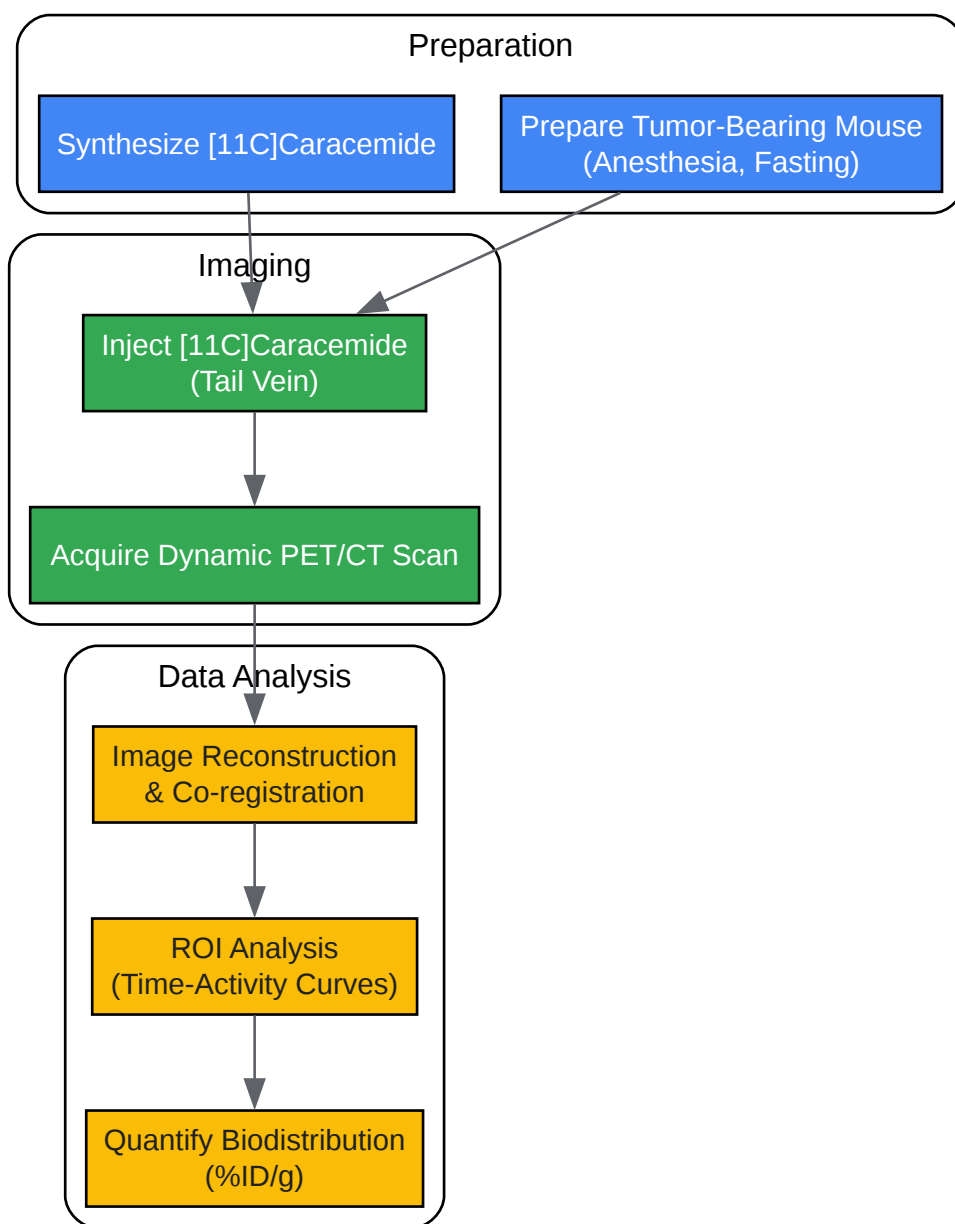 Preparation
Synthesize [11C]Caracemide
Prepare Tumor-Bearing Mouse
(Anesthesia, Fasting)
Imaging
Inject [11C]Caracemide
(Tail Vein)
Acquire Dynamic PET/CT Scan
Data Analysis
Image Reconstruction
& Co-registration
ROI Analysis
(Time-Activity Curves)
Quantify Biodistribution
(%ID/g)